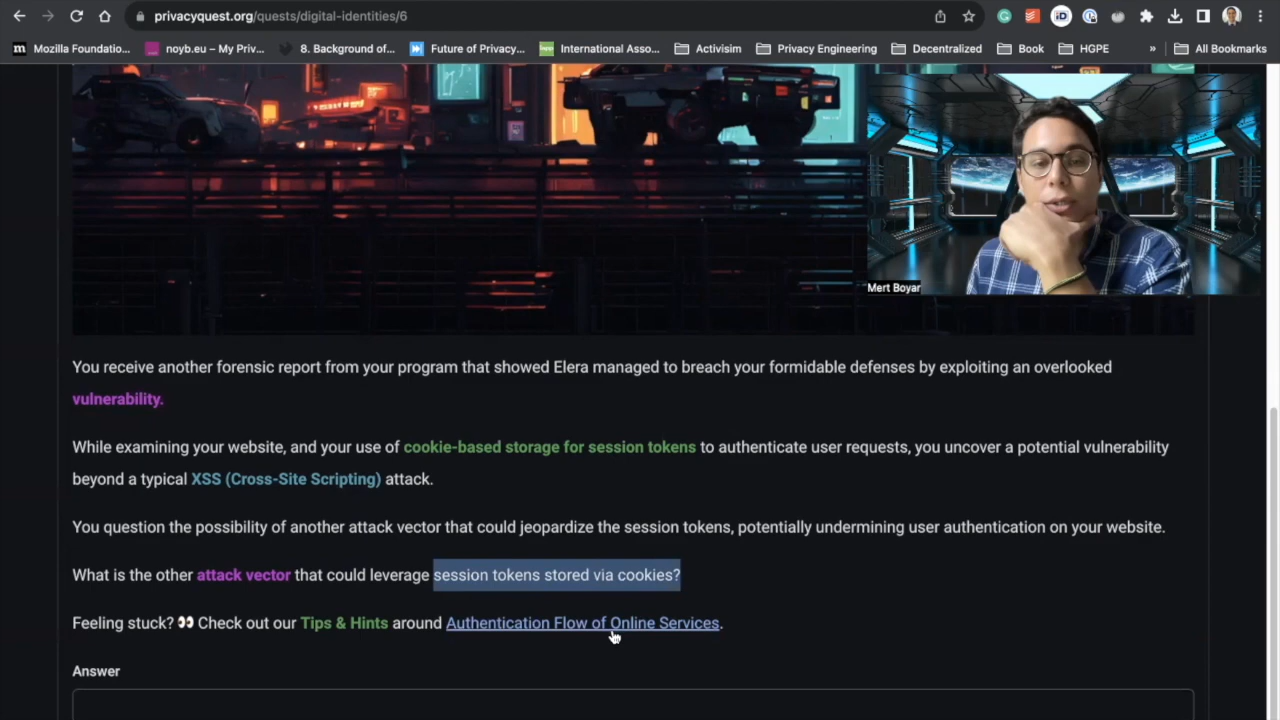 privacyquest.org/quests/digital-identities/6
Mozilla Foundatio...
noyb.eu – My Priv...
8. Background of...
Future of Privacy...
International Asso...
Activisim
Privacy Engineering
Decentralized
Book
HGPE
»
All Bookmarks
Mert Boyar
You receive another forensic report from your program that showed Elera managed to breach your formidable defenses by exploiting an overlooked
vulnerability.
While examining your website, and your use of cookie-based storage for session tokens to authenticate user requests, you uncover a potential vulnerability
beyond a typical XSS (Cross-Site Scripting) attack.
You question the possibility of another attack vector that could jeopardize the session tokens, potentially undermining user authentication on your website.
What is the other attack vector that could leverage session tokens stored via cookies?
Feeling stuck? 👀 Check out our Tips & Hints around Authentication Flow of Online Services.
Answer